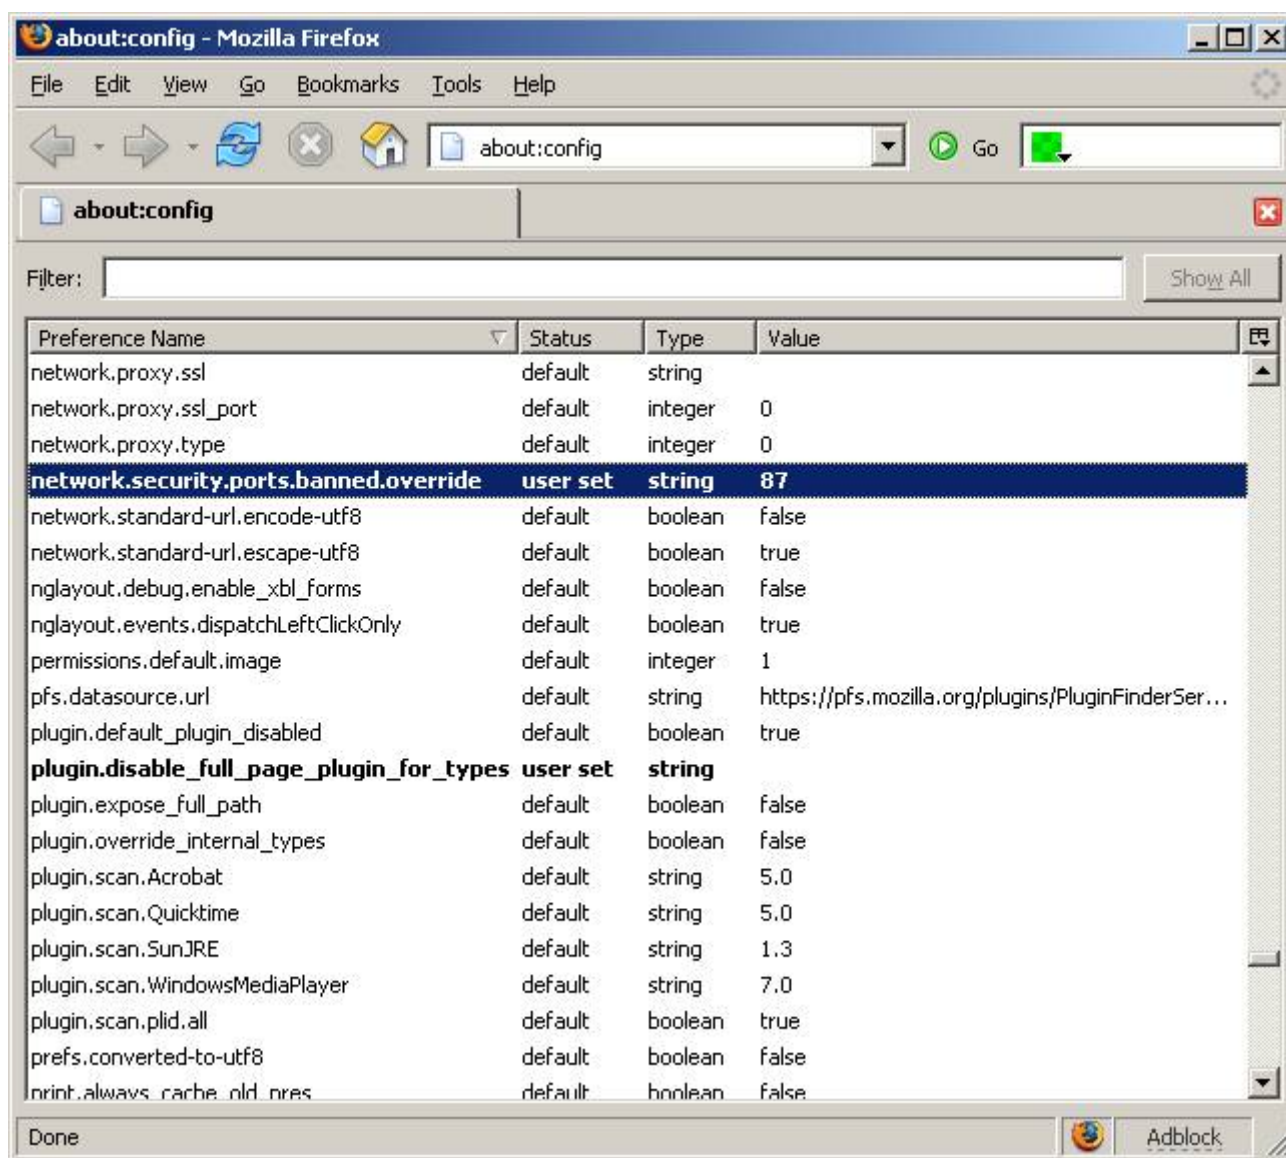 about:config - Mozilla Firefox
File Edit View Go Bookmarks Tools Help
about:config Go
about:config
Filter: Show All
Preference Name Status Type Value
network.proxy.ssl default string
network.proxy.ssl_port default integer 0
network.proxy.type default integer 0
network.security.ports.banned.override user set string 87
network.standard-url.encode-utf8 default boolean false
network.standard-url.escape-utf8 default boolean true
nglayout.debug.enable_xbl_forms default boolean false
nglayout.events.dispatchLeftClickOnly default boolean true
permissions.default.image default integer 1
pfs.datasource.url default string https://pfs.mozilla.org/plugins/PluginFinderSer...
plugin.default_plugin_disabled default boolean true
plugin.disable_full_page_plugin_for_types user set string
plugin.expose_full_path default boolean false
plugin.override_internal_types default boolean false
plugin.scan.Acrobat default string 5.0
plugin.scan.Quicktime default string 5.0
plugin.scan.SunJRE default string 1.3
plugin.scan.WindowsMediaPlayer default string 7.0
plugin.scan.plid.all default boolean true
prefs.converted-to-utf8 default boolean false
print.always_cache_old_pres default boolean false
Done Adblock